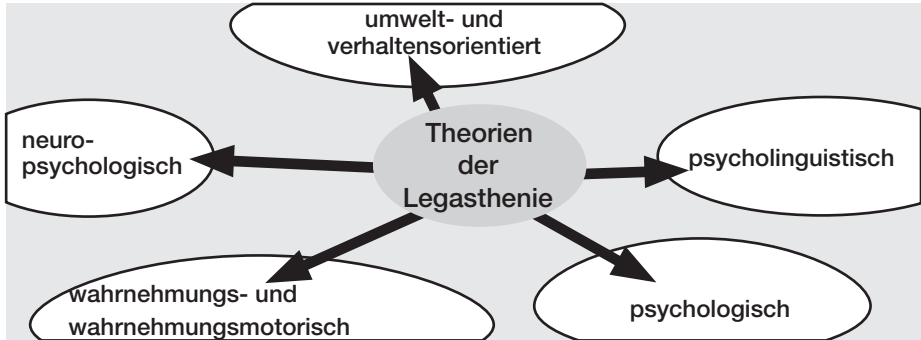 umwelt- und
verhaltensorientiert
Theorien
der
Legasthenie
neuro-
psychologisch
psycholinguistisch
wahrnehmungs- und
wahrnehmungsmotorisch
psychologisch